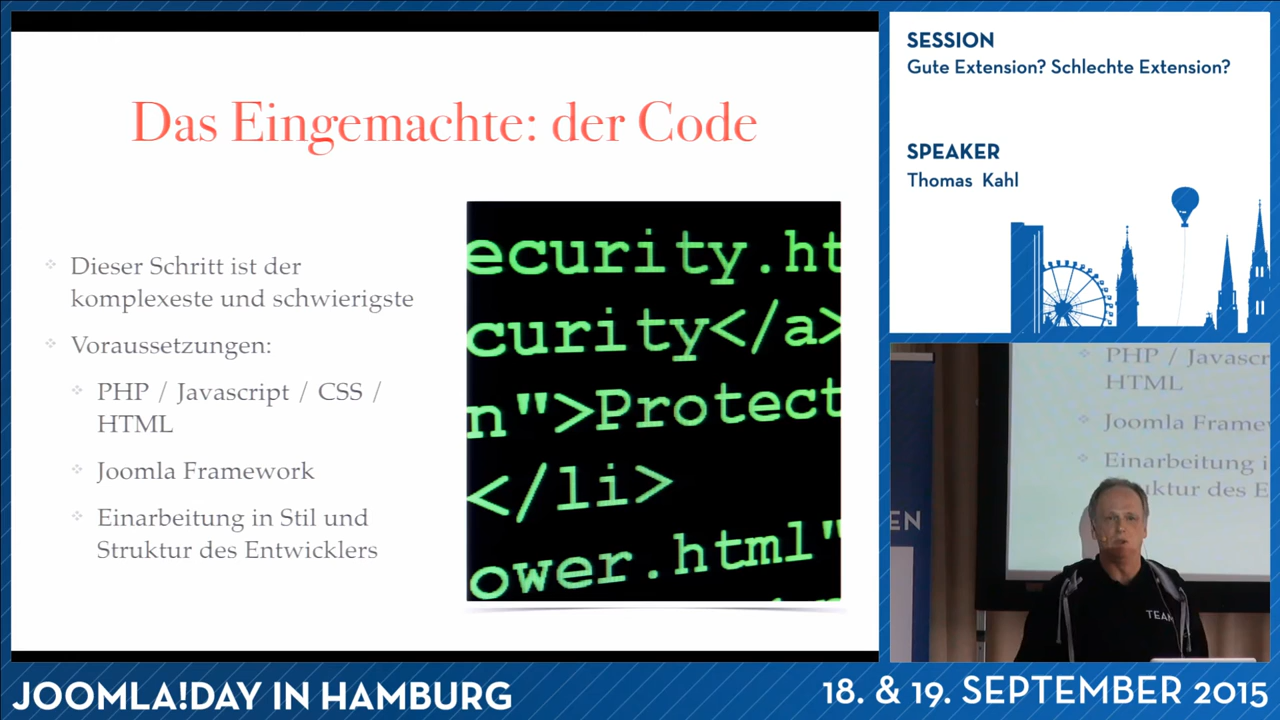 Das Eingemachte: der Code
Dieser Schritt ist der
komplexeste und schwierigste
Voraussetzungen:
PHP / Javascript / CSS /
HTML
Joomla Framework
Einarbeitung in Stil und
Struktur des Entwicklers
ecurity.ht
curity</a>
n">Protect
</li>
ower.html"
SESSION
Gute Extension? Schlechte Extension?
SPEAKER
Thomas Kahl
PHP / Javascr
HTML
Joomla Frame
Einarbeitung i
ktur des E
EN
TEAM
JOOMLA!DAY IN HAMBURG
18. & 19. SEPTEMBER 2015